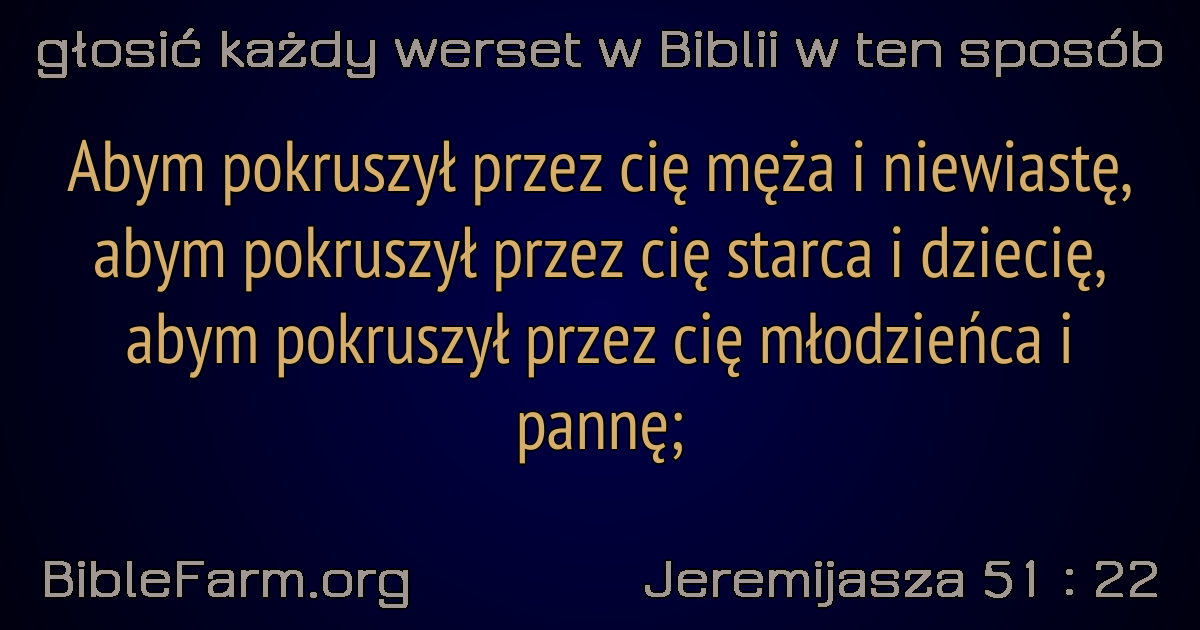 głosić każdy werset w Biblii w ten sposób
Abym pokruszył przez cię męża i niewiastę,
abym pokruszył przez cię starca i dziecię,
abym pokruszył przez cię młodzieńca i
pannę;
BibleFarm.org
Jeremijasza 51 : 22